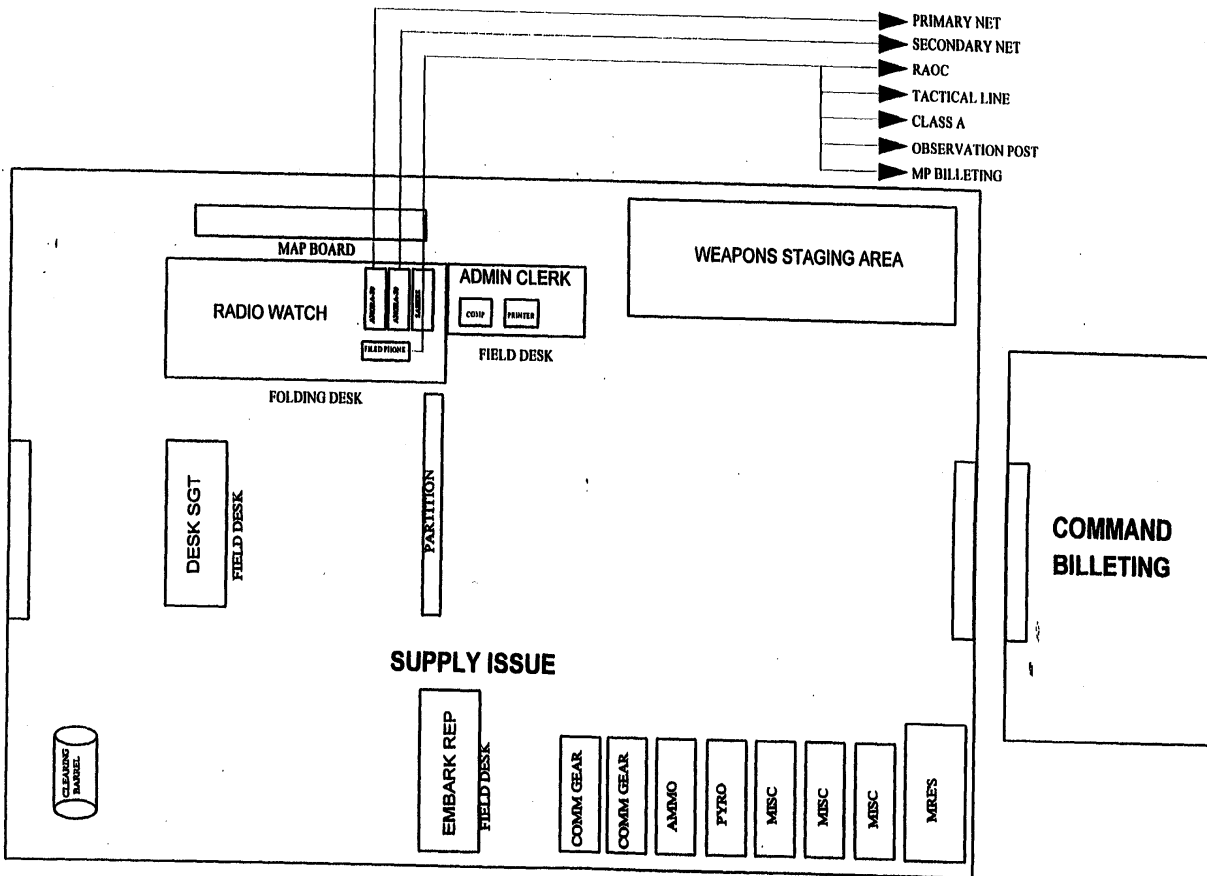 PRIMARY NET
SECONDARY NET
RAOC
TACTICAL LINE
CLASS A
OBSERVATION POST
MP BILLETING
MAP BOARD
WEAPONS STAGING AREA
RADIO WATCH
ADMIN CLERK
COMP
PRINTER
FIELD PHONE
FIELD DESK
FOLDING DESK
DESK SGT
FIELD DESK
PARTITION
COMMAND
BILLETING
SUPPLY ISSUE
CLEARING
BARREL
EMBARK REP
FIELD DESK
COMM GEAR
COMM GEAR
AMMO
PYRO
MISC
MISC
MISC
MRE'S